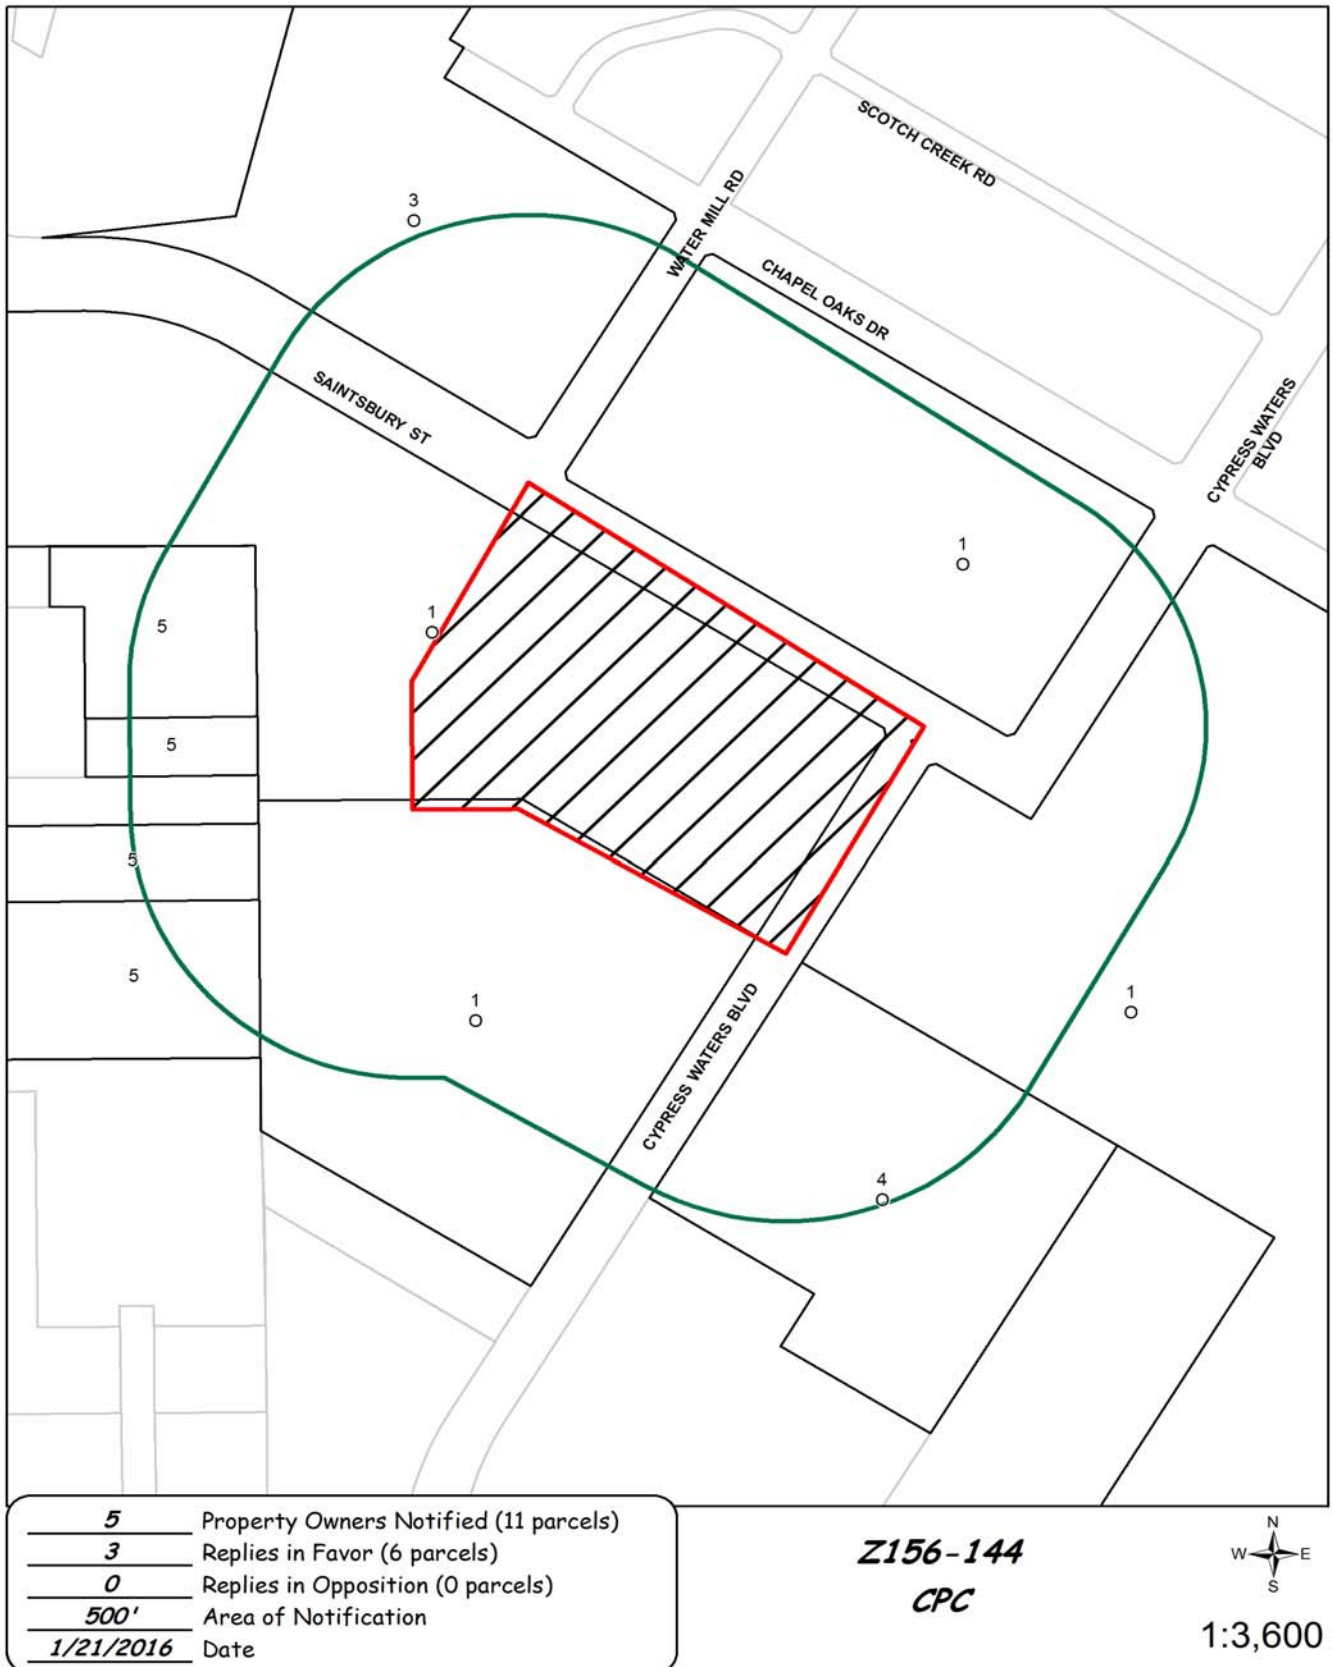 SCOTCH CREEK RD
WATER MILL RD
3
CHAPEL OAKS DR
SAINTSBURY ST
CYPRESS WATERS
BLVD
1
1
5
5
5
5
1
1
CYPRESS WATERS BLVD
4
5 Property Owners Notified (11 parcels)
3 Replies in Favor (6 parcels)
0 Replies in Opposition (0 parcels)
500' Area of Notification
1/21/2016 Date
Z156-144
CPC
N
W E
S
1:3,600